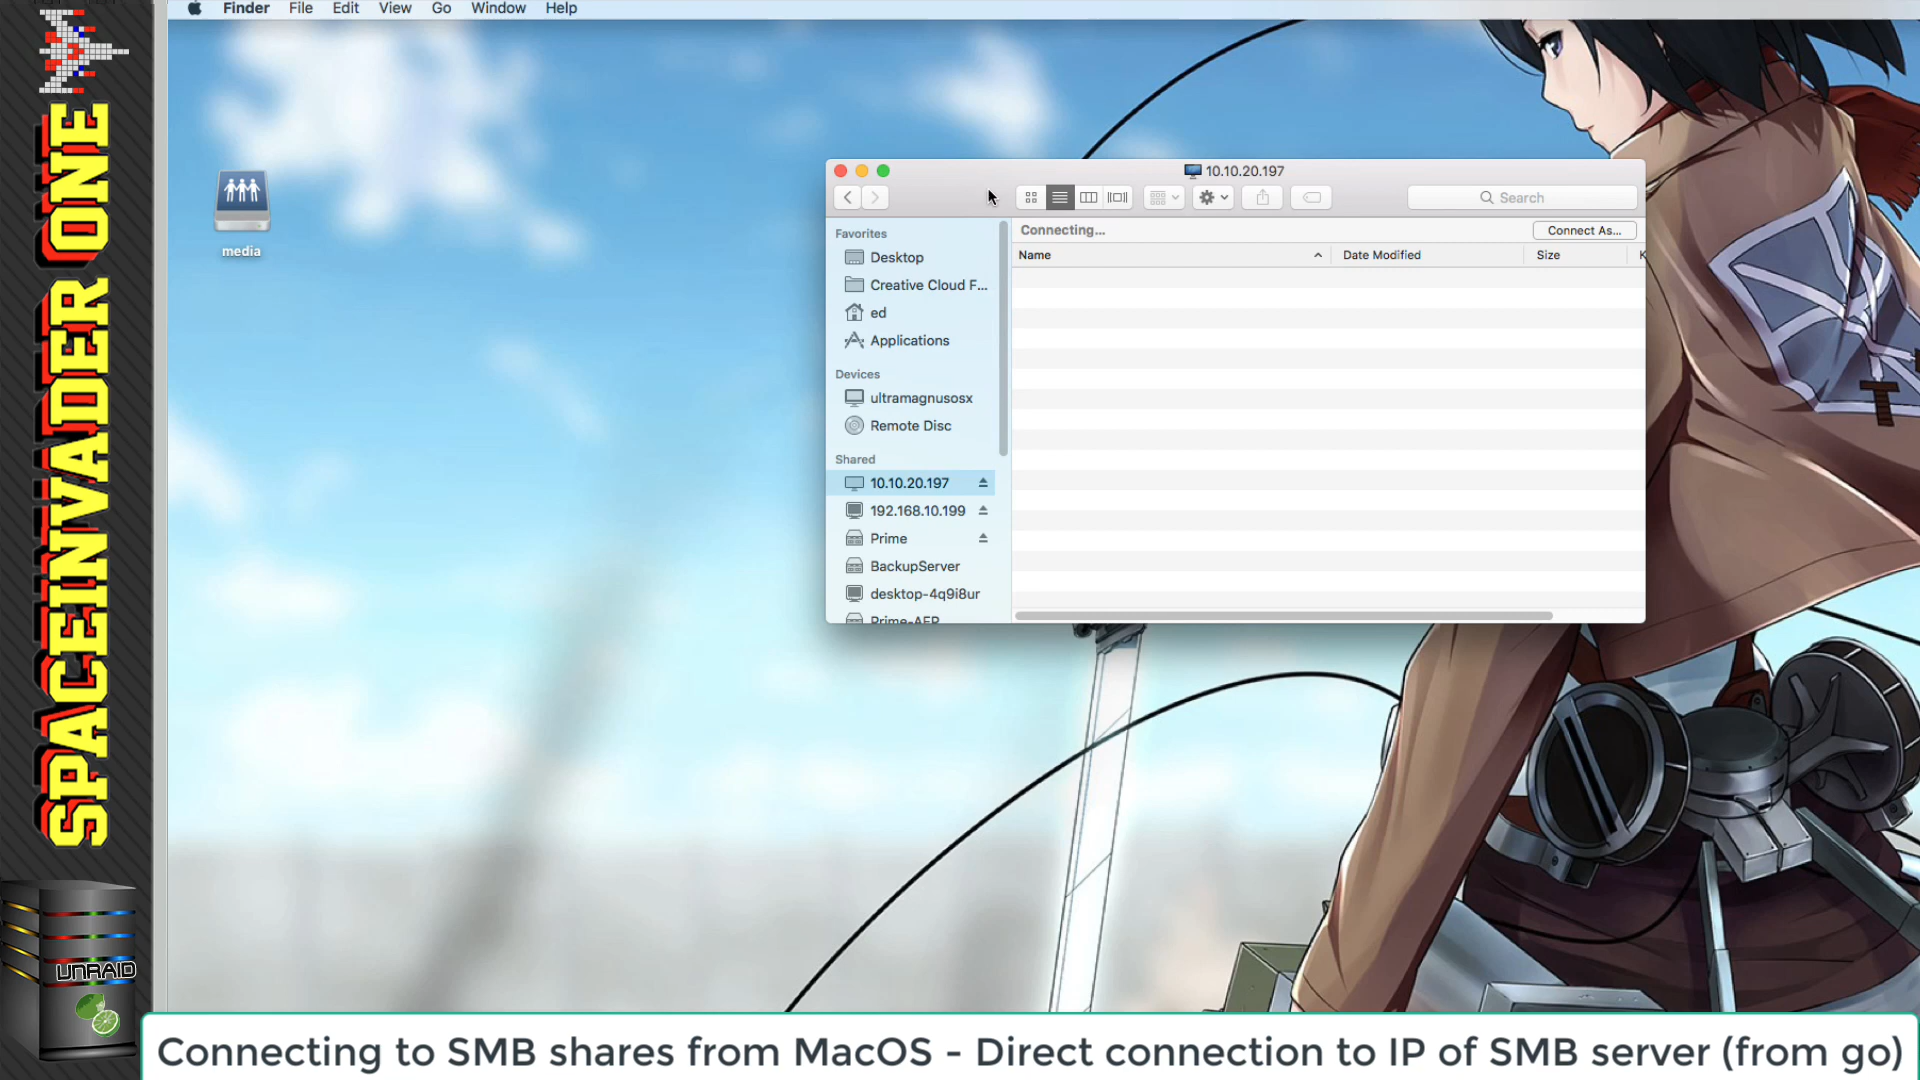 Finder File Edit View Go Window Help
SPACEINVADER ONE
media
10.10.20.197
Search
Connecting...
Connect As...
Name
Date Modified
Size
Favorites
Desktop
Creative Cloud F...
ed
Applications
Devices
ultramagnusosx
Remote Disc
Shared
10.10.20.197
192.168.10.199
Prime
BackupServer
desktop-4q9i8ur
Prime-AFP
UNRAID
Connecting to SMB shares from MacOS - Direct connection to IP of SMB server (from go)